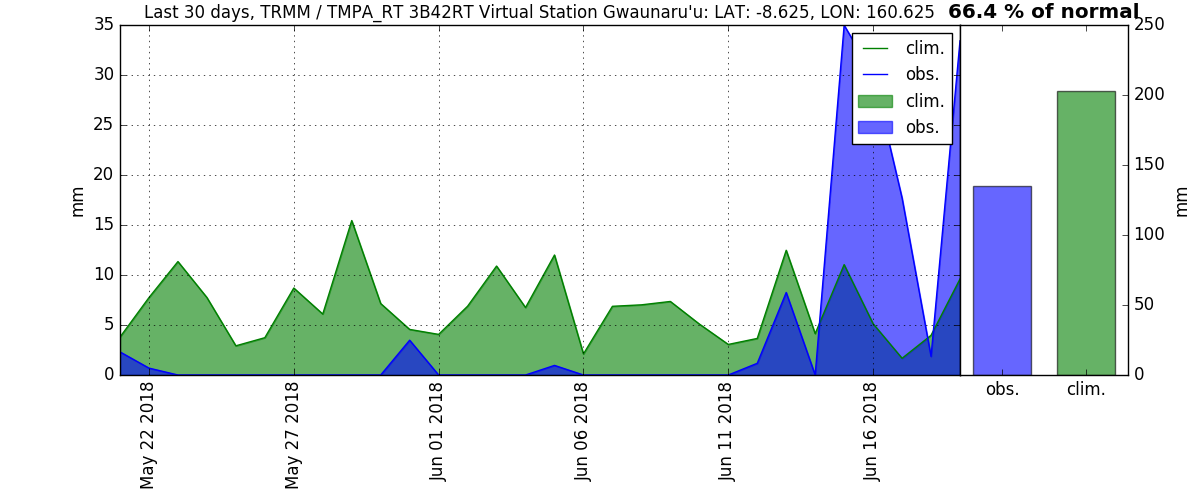 Last 30 days, TRMM / TMPA_RT 3B42RT Virtual Station Gwaunaru'u: LAT: -8.625, LON: 160.625
66.4 % of normal
35
30
25
20
15
10
5
0
mm
clim.
obs.
clim.
obs.
May 22 2018
May 27 2018
Jun 01 2018
Jun 06 2018
Jun 11 2018
Jun 16 2018
250
200
150
100
50
0
mm
obs.
clim.